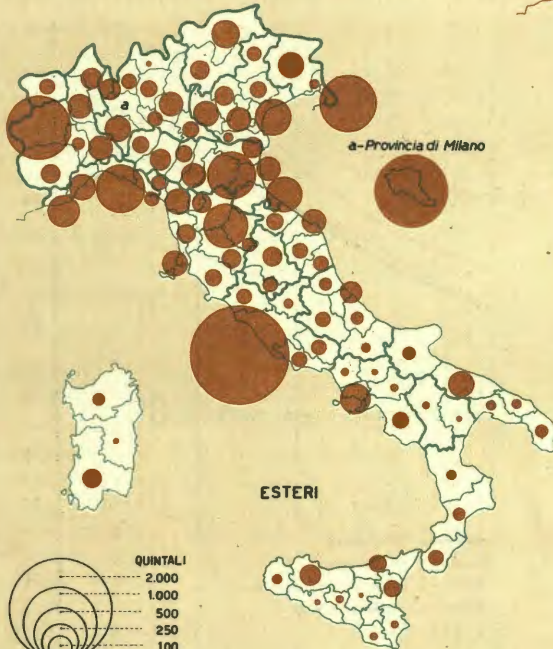 a
a-Provincia di Milano
ESTERI
QUINTALI
2.000
1.000
500
250
100